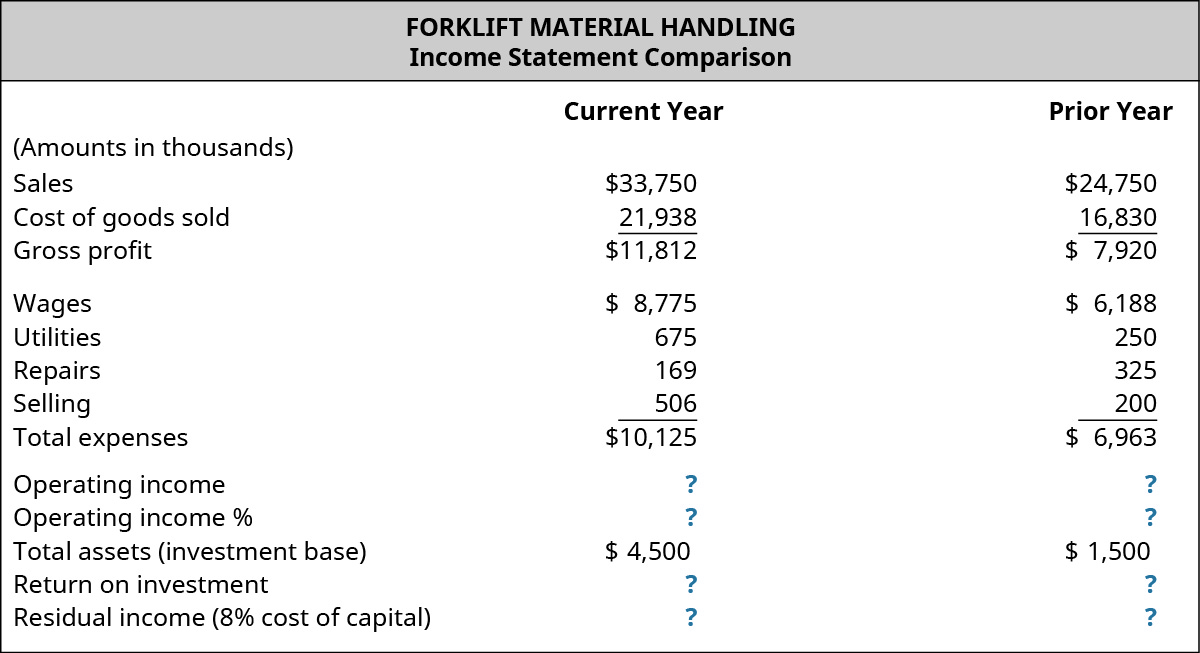 FORKLIFT MATERIAL HANDLING
Income Statement Comparison
Current Year Prior Year
(Amounts in thousands)
Sales $33,750 $24,750
Cost of goods sold 21,938 16,830
Gross profit $11,812 $ 7,920
Wages $ 8,775 $ 6,188
Utilities 675 250
Repairs 169 325
Selling 506 200
Total expenses $10,125 $ 6,963
Operating income ? ?
Operating income % ? ?
Total assets (investment base) $ 4,500 $ 1,500
Return on investment ? ?
Residual income (8% cost of capital) ? ?